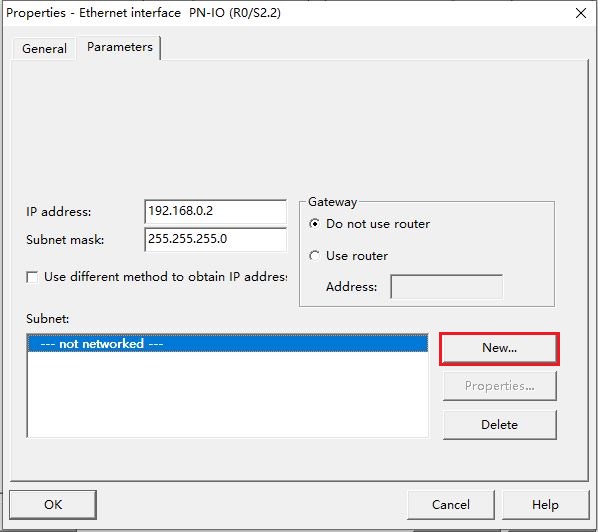 Properties - Ethernet interface  PN-IO (R0/S2.2)
General
Parameters
IP address:
192.168.0.2
Subnet mask:
255.255.255.0
Use different method to obtain IP address
Gateway
Do not use router
Use router
Address:
Subnet:
--- not networked ---
New...
Properties...
Delete
OK
Cancel
Help